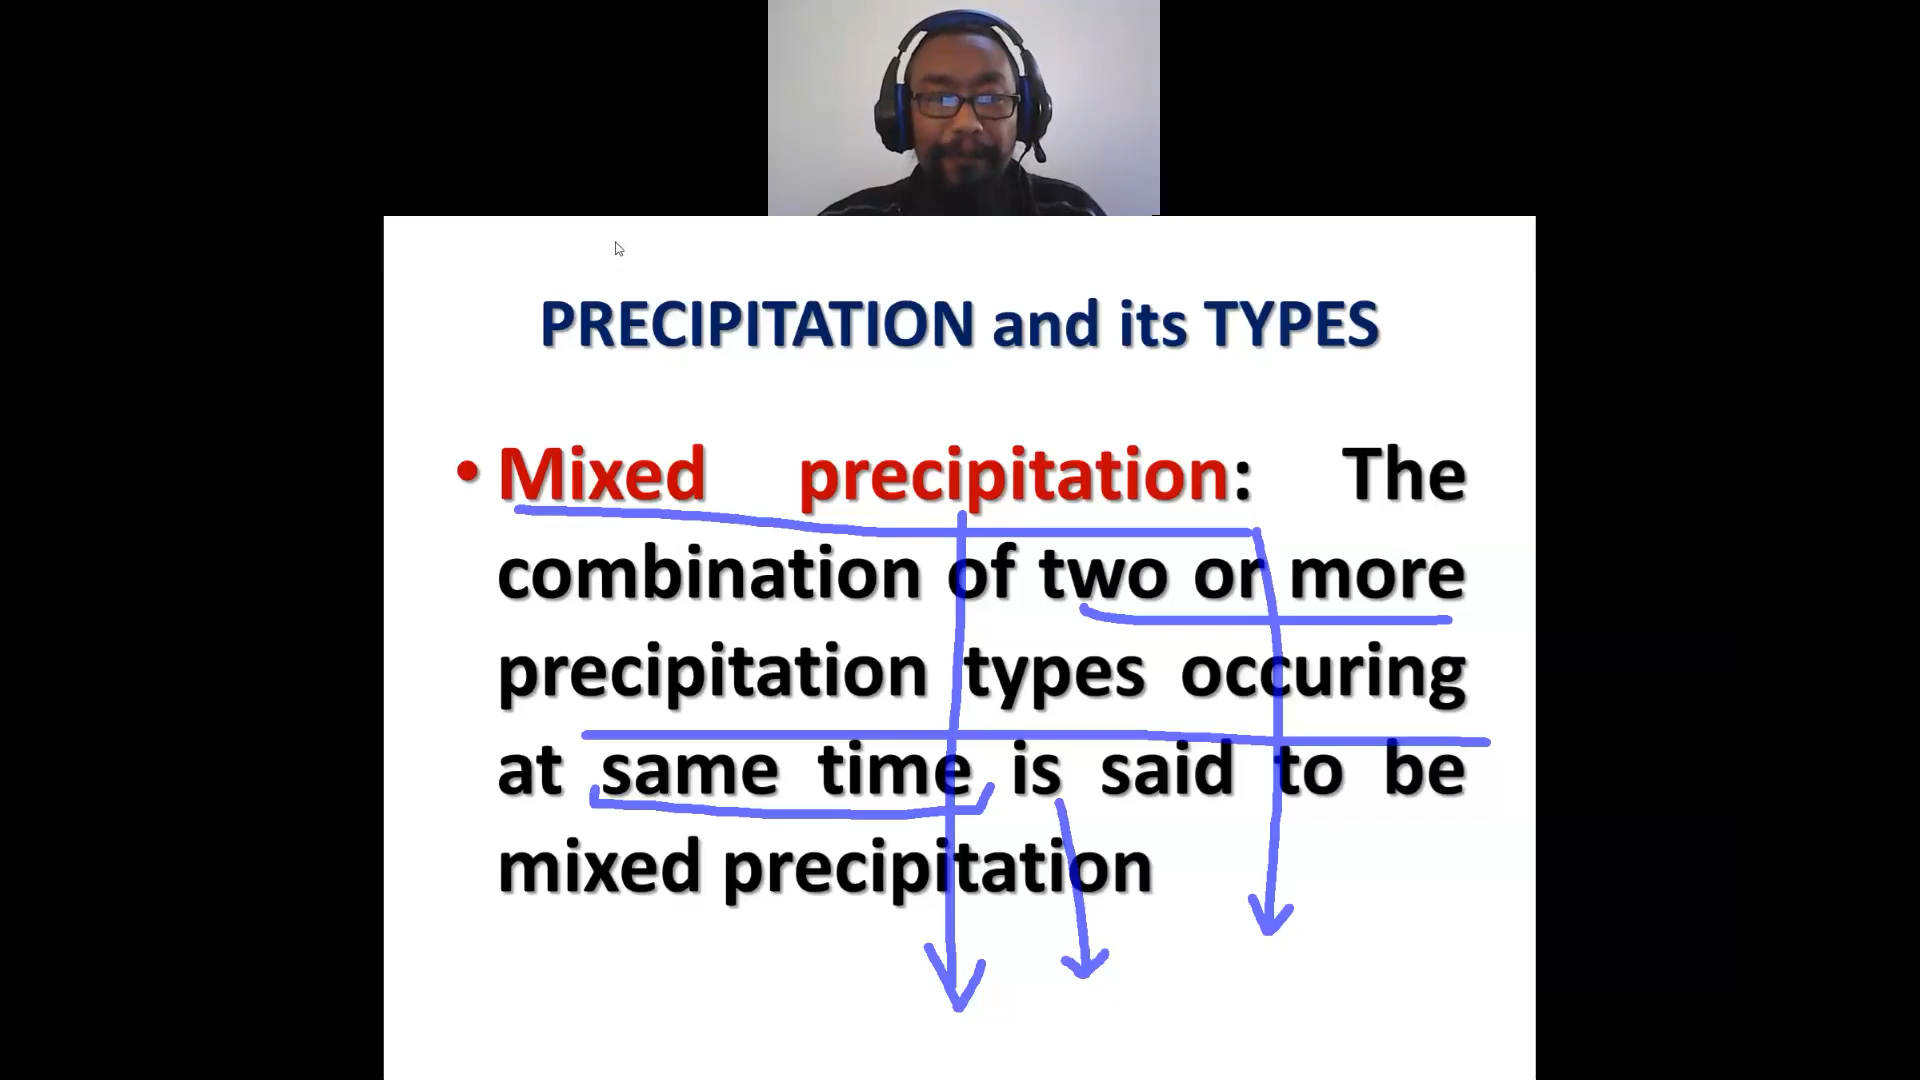 PRECIPITATION and its TYPES
• Mixed precipitation: The
combination of two or more
precipitation types occuring
at same time is said to be
mixed precipitation